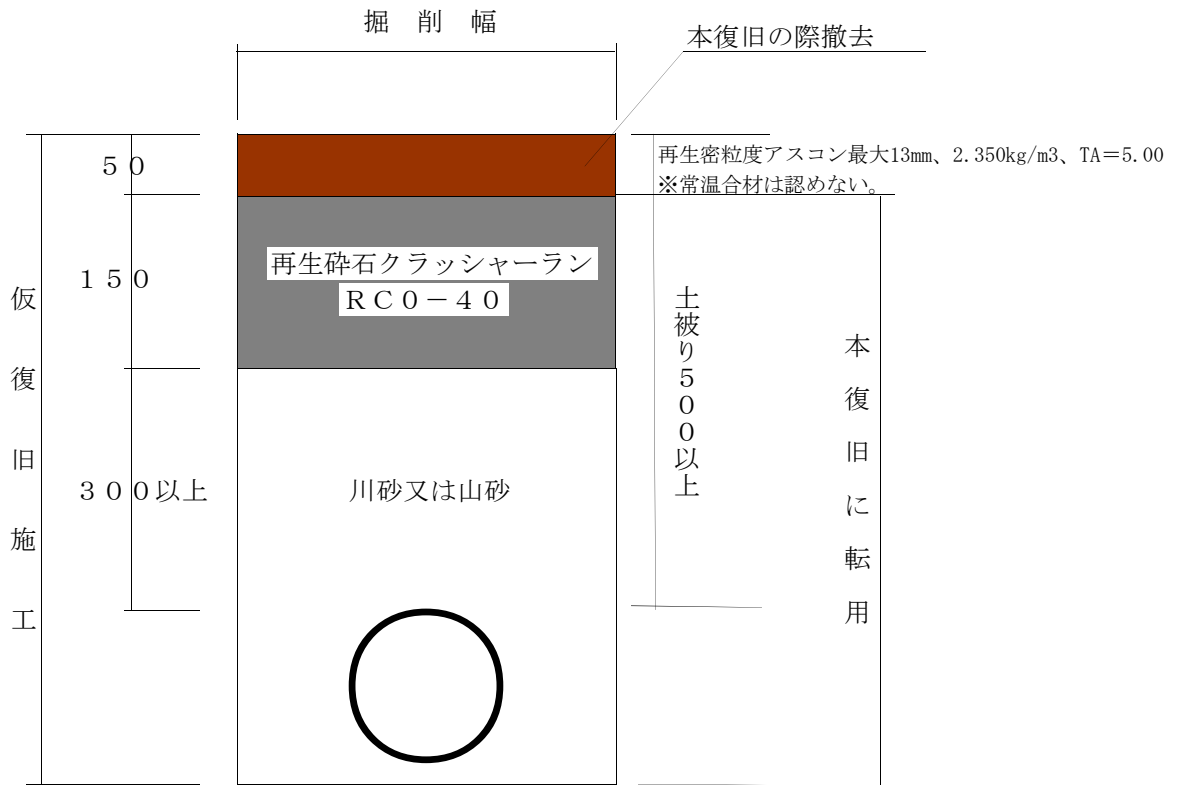 掘　削　幅
本復旧の際撤去
５０
再生密粒度アスコン最大13mm、2.350kg/m3、TA＝5.00
※常温合材は認めない。
１５０
再生砕石クラッシャーラン
ＲＣ０－４０
仮復旧施工
土被り５００以上
本復旧に転用
３００以上
川砂又は山砂